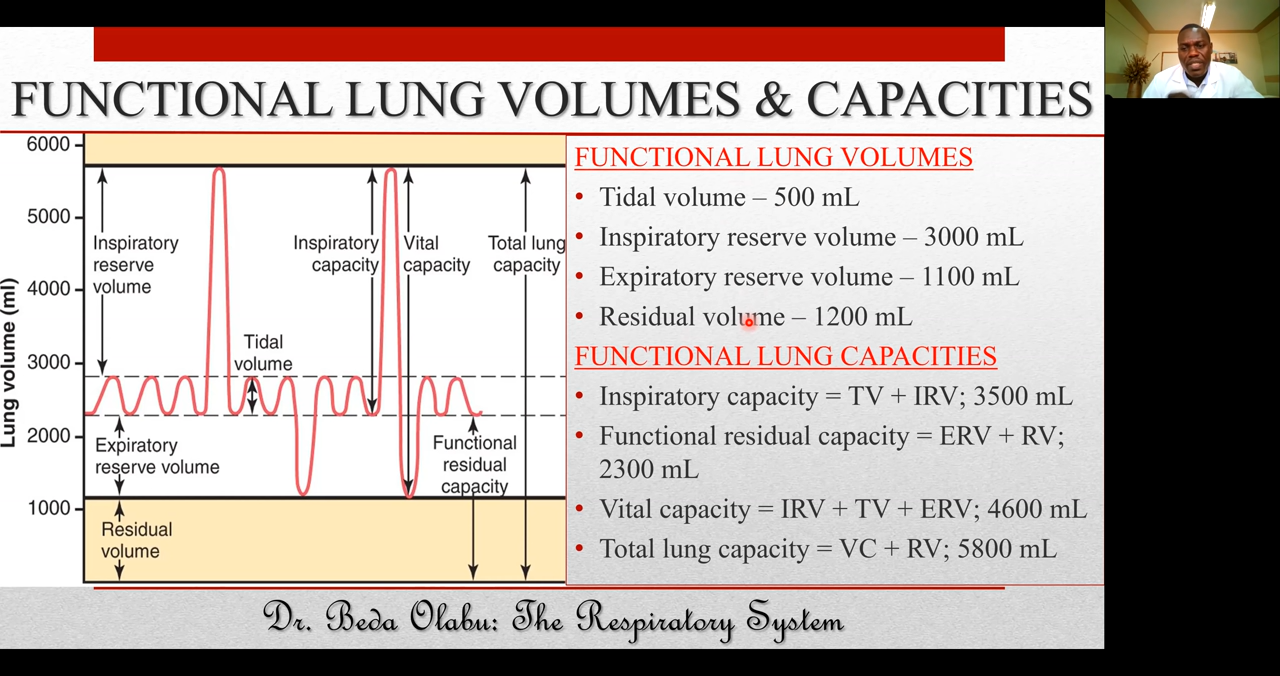 FUNCTIONAL LUNG VOLUMES & CAPACITIES
6000
5000
4000
3000
2000
1000
Lung volume (ml)
Inspiratory
reserve
volume
Tidal
volume
Inspiratory
capacity
Vital
capacity
Total lung
capacity
Expiratory
reserve volume
Functional
residual
capacity
Residual
volume
FUNCTIONAL LUNG VOLUMES
• Tidal volume – 500 mL
• Inspiratory reserve volume – 3000 mL
• Expiratory reserve volume – 1100 mL
• Residual volume – 1200 mL
FUNCTIONAL LUNG CAPACITIES
• Inspiratory capacity = TV + IRV; 3500 mL
• Functional residual capacity = ERV + RV;
2300 mL
• Vital capacity = IRV + TV + ERV; 4600 mL
• Total lung capacity = VC + RV; 5800 mL
Dr. Beda Olabu: The Respiratory System